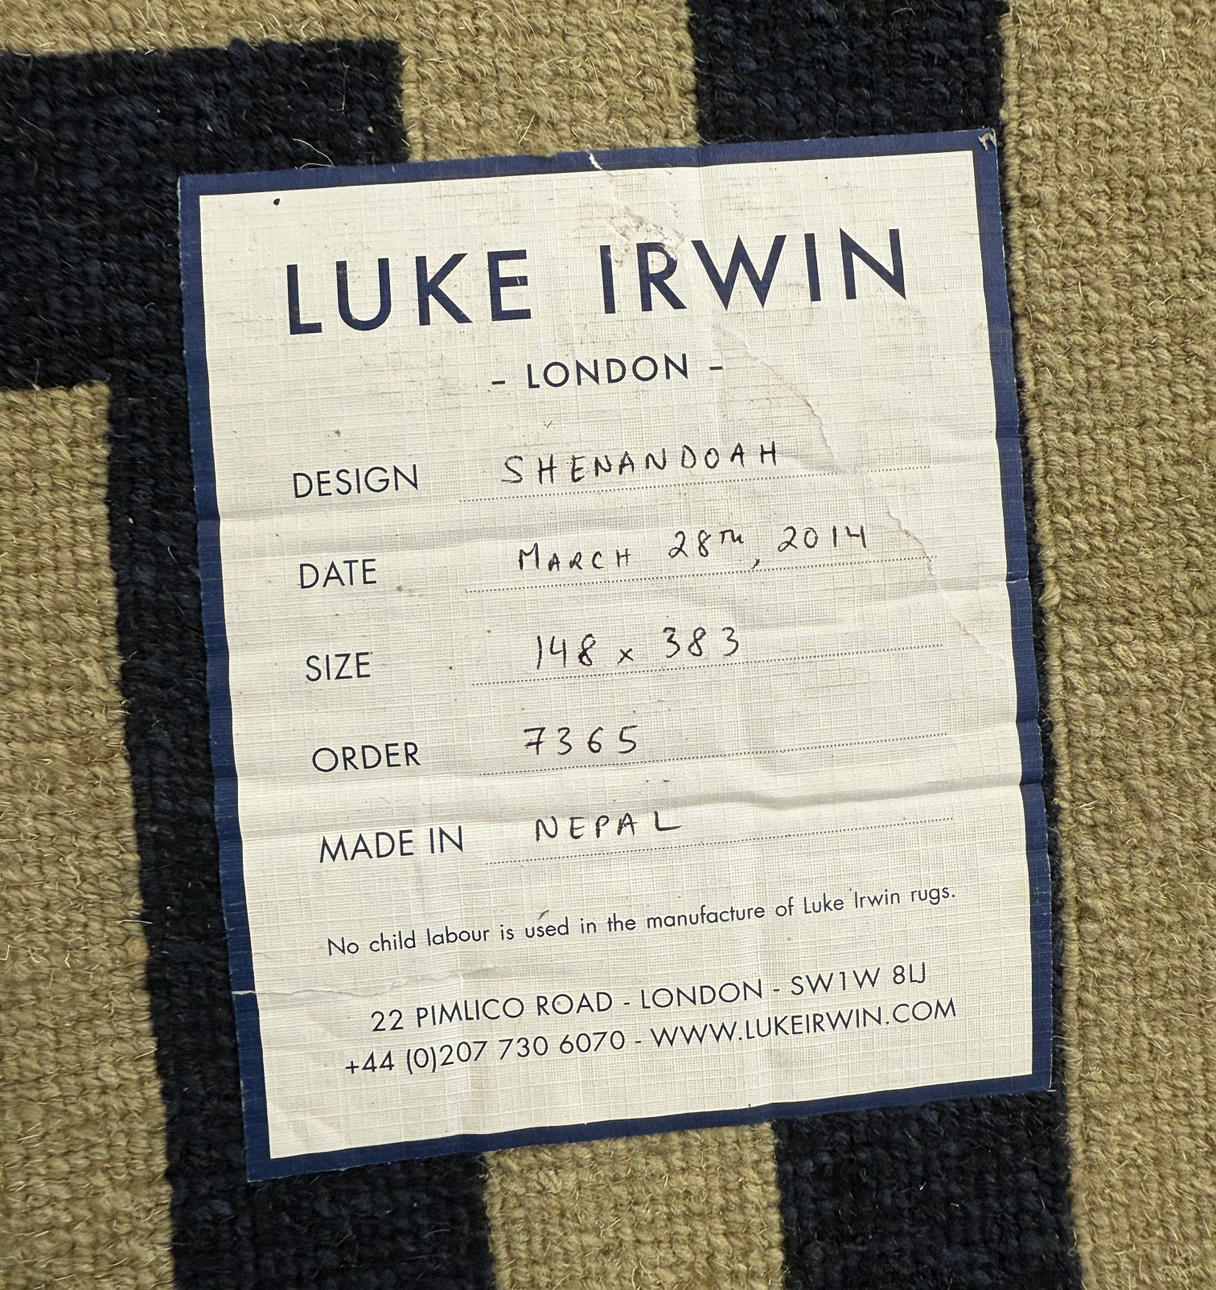 LUKE IRWIN
- LONDON -
DESIGN SHENANDOAH
DATE MARCH 28TH, 2014
SIZE 148 x 383
ORDER 7365
MADE IN NEPAL
No child labour is used in the manufacture of Luke Irwin rugs.
22 PIMLICO ROAD - LONDON - SW1W 8LJ
+44 (0)207 730 6070 - WWW.LUKEIRWIN.COM